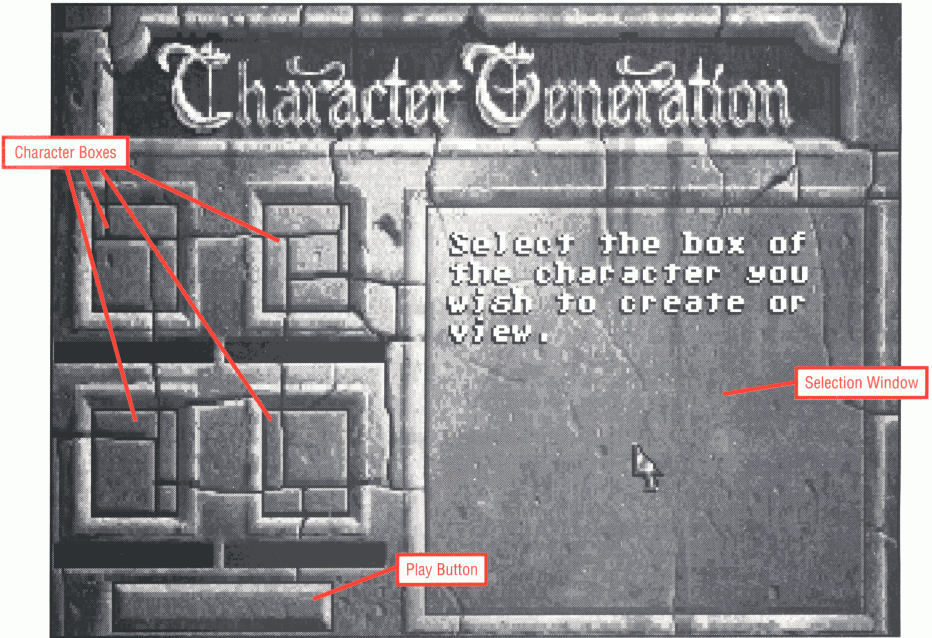 Character Generation
Character Boxes
Select the box of
the character you
wish to create or
view.
Selection Window
Play Button